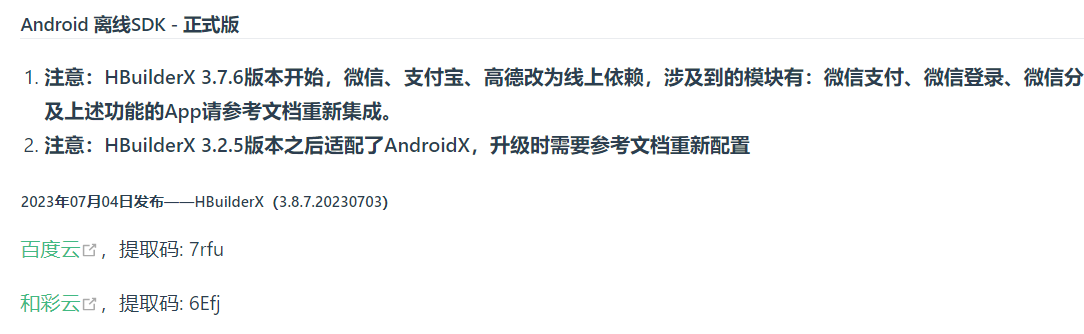 Android 离线SDK - 正式版
1. 注意：HBuilderX 3.7.6版本开始，微信、支付宝、高德改为线上依赖，涉及到的模块有：微信支付、微信登录、微信分
及上述功能的App请参考文档重新集成。
2. 注意：HBuilderX 3.2.5版本之后适配了AndroidX，升级时需要参考文档重新配置
2023年07月04日发布——HBuilderX（3.8.7.20230703）
百度云，提取码: 7rfu
和彩云，提取码: 6Efj